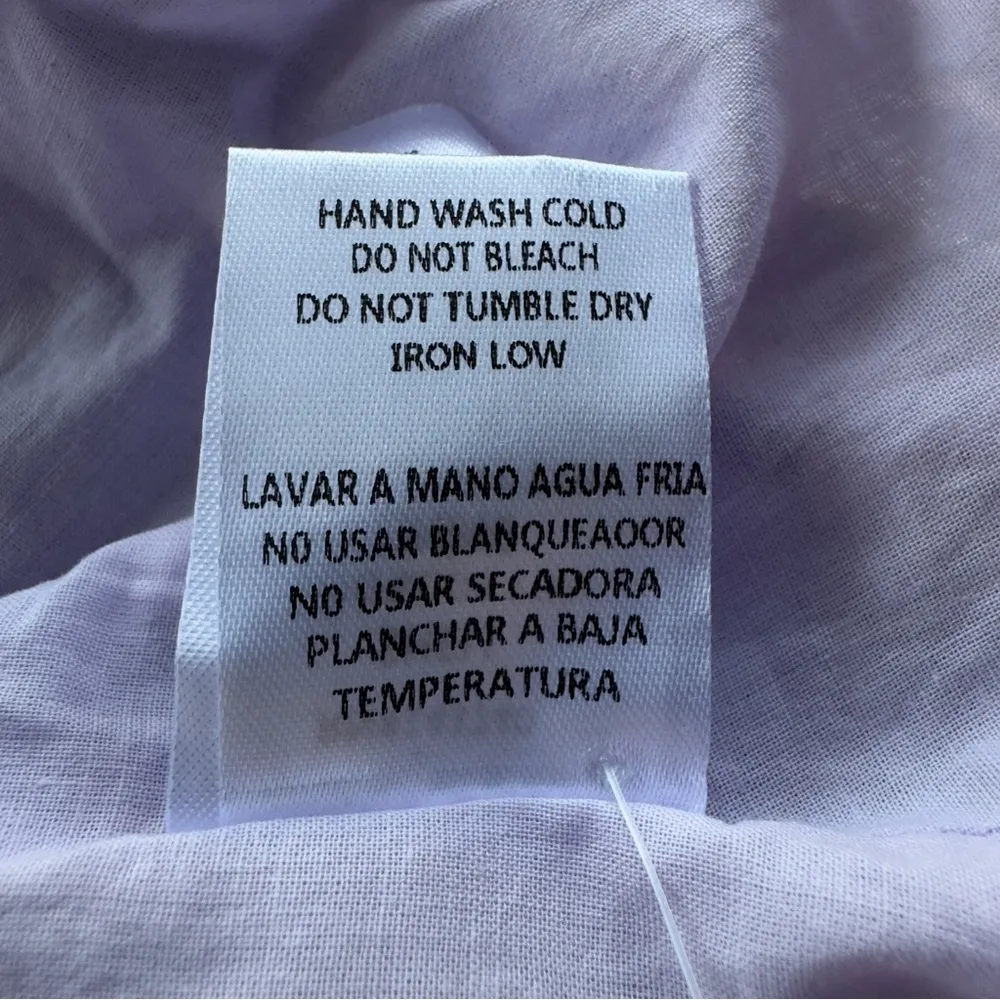 HAND WASH COLD
DO NOT BLEACH
DO NOT TUMBLE DRY
IRON LOW
LAVAR A MANO AGUA FRIA
NO USAR BLANQUEAOOR
NO USAR SECADORA
PLANCHAR A BAJA
TEMPERATURA